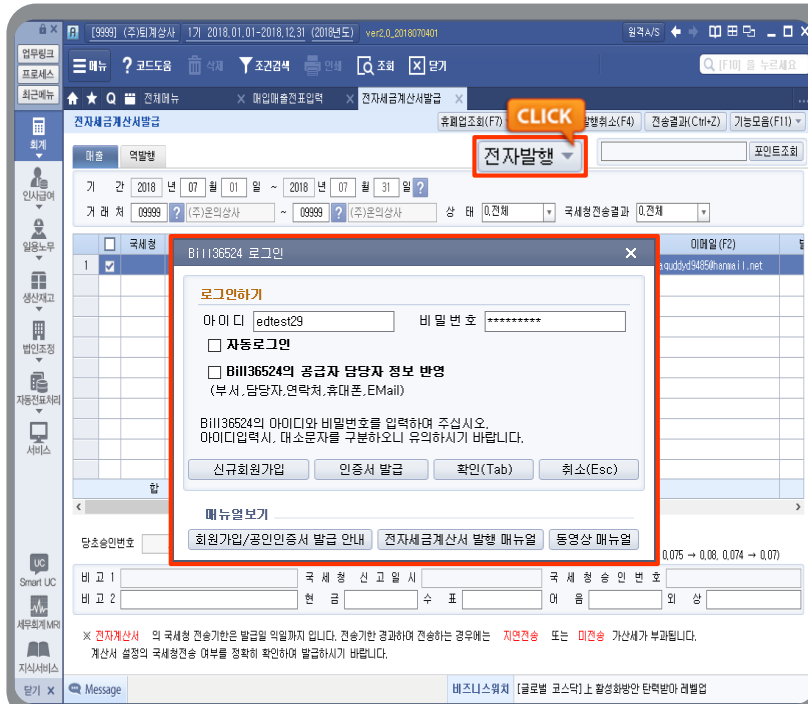 [9999] (주)퇴계상사 1기 2018,01,01-2018,12,31 (2018년도) ver2,0_2018070401 원격A/S
업무링크
프로세스
최근메뉴
메뉴 ? 코드도움 삭제 조건검색 인쇄 조회 닫기 [F10] 을 누르세요
전체메뉴 × 매입매출전표입력 × 전자세금계산서발급 ×
전자세금계산서발급 휴폐업조회(F7) 발행취소(F4) 전송결과(Ctrl+Z) 기능모음(F11)
CLICK
매출 역발행 전자발행 포인트조회
기 간 2018 년 07 월 01 일 ~ 2018 년 07 월 31 일 ?
거 래 처 09999 ? (주)온의상사 ~ 09999 ? (주)온의상사 상 태 0,전체 국세청전송결과 0,전체
국세청 이메일(F2)
1 aquddyd9485@hanmail.net
회계
인사급여
일용노무
생산재고
법인조정
자동전표처리
서비스
Smart UC
세무회계MRI
지식서비스
닫기 X
Bill36524 로그인 ×
로그인하기
아 이 디 edtest29 비 밀 번 호 *********
자동로그인
Bill36524의 공급자 담당자 정보 반영
(부서,담당자,연락처,휴대폰,EMail)
Bill36524의 아이디와 비밀번호를 입력하여 주십시오.
아이디입력시, 대소문자를 구분하오니 유의하시기 바랍니다.
신규회원가입 인증서 발급 확인(Tab) 취소(Esc)
매뉴얼보기
회원가입/공인인증서 발급 안내 전자세금계산서 발행 매뉴얼 동영상 매뉴얼
합
당초승인번호 0,075 → 0,08, 0,074 → 0,07)
비 고 1 국 세 청 신 고 일 시 국 세 청 승 인 번 호
비 고 2 현 금 수 표 어 음 외 상
※ 전자계산서 의 국세청 전송기한은 발급일 익일까지 입니다. 전송기한 경과하여 전송하는 경우에는 지연전송 또는 미전송 가산세가 부과됩니다.
계산서 설정의 국세청전송 여부를 정확히 확인하여 발급하시기 바랍니다.
Message 비즈니스워치 [글로벌 코스닥]上 활성화방안 탄력받아 레벨업